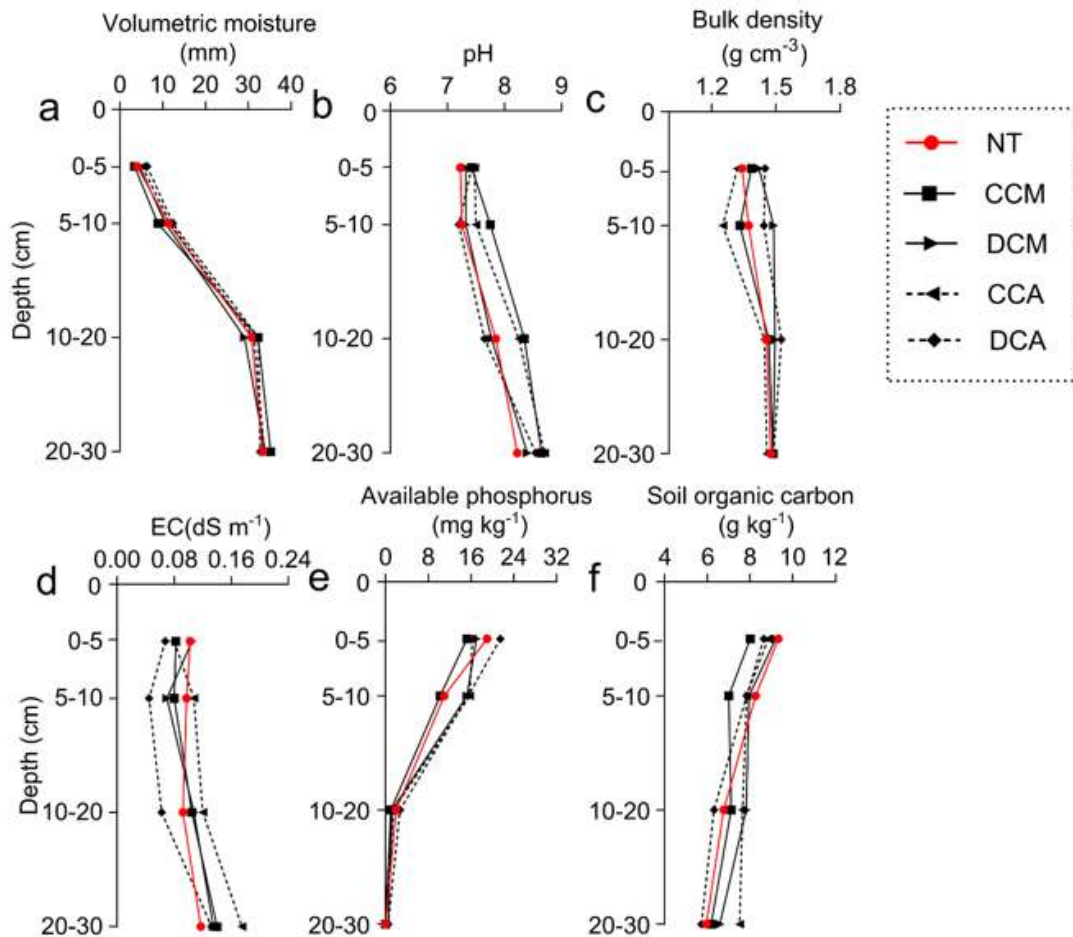 Volumetric moisture
(mm)
0 10 20 30 40
a
0
0-5
5-10
10-20
20-30
Depth (cm)
pH
6 7 8 9
b
0
0-5
5-10
10-20
20-30
Bulk density
(g cm-3)
1.2 1.5 1.8
c
0
0-5
5-10
10-20
20-30
NT
CCM
DCM
CCA
DCA
EC(dS m-1)
0.00 0.08 0.16 0.24
d
0
0-5
5-10
10-20
20-30
Depth (cm)
Available phosphorus
(mg kg-1)
0 8 16 24 32
e
0
0-5
5-10
10-20
20-30
Soil organic carbon
(g kg-1)
4 6 8 10 12
f
0
0-5
5-10
10-20
20-30